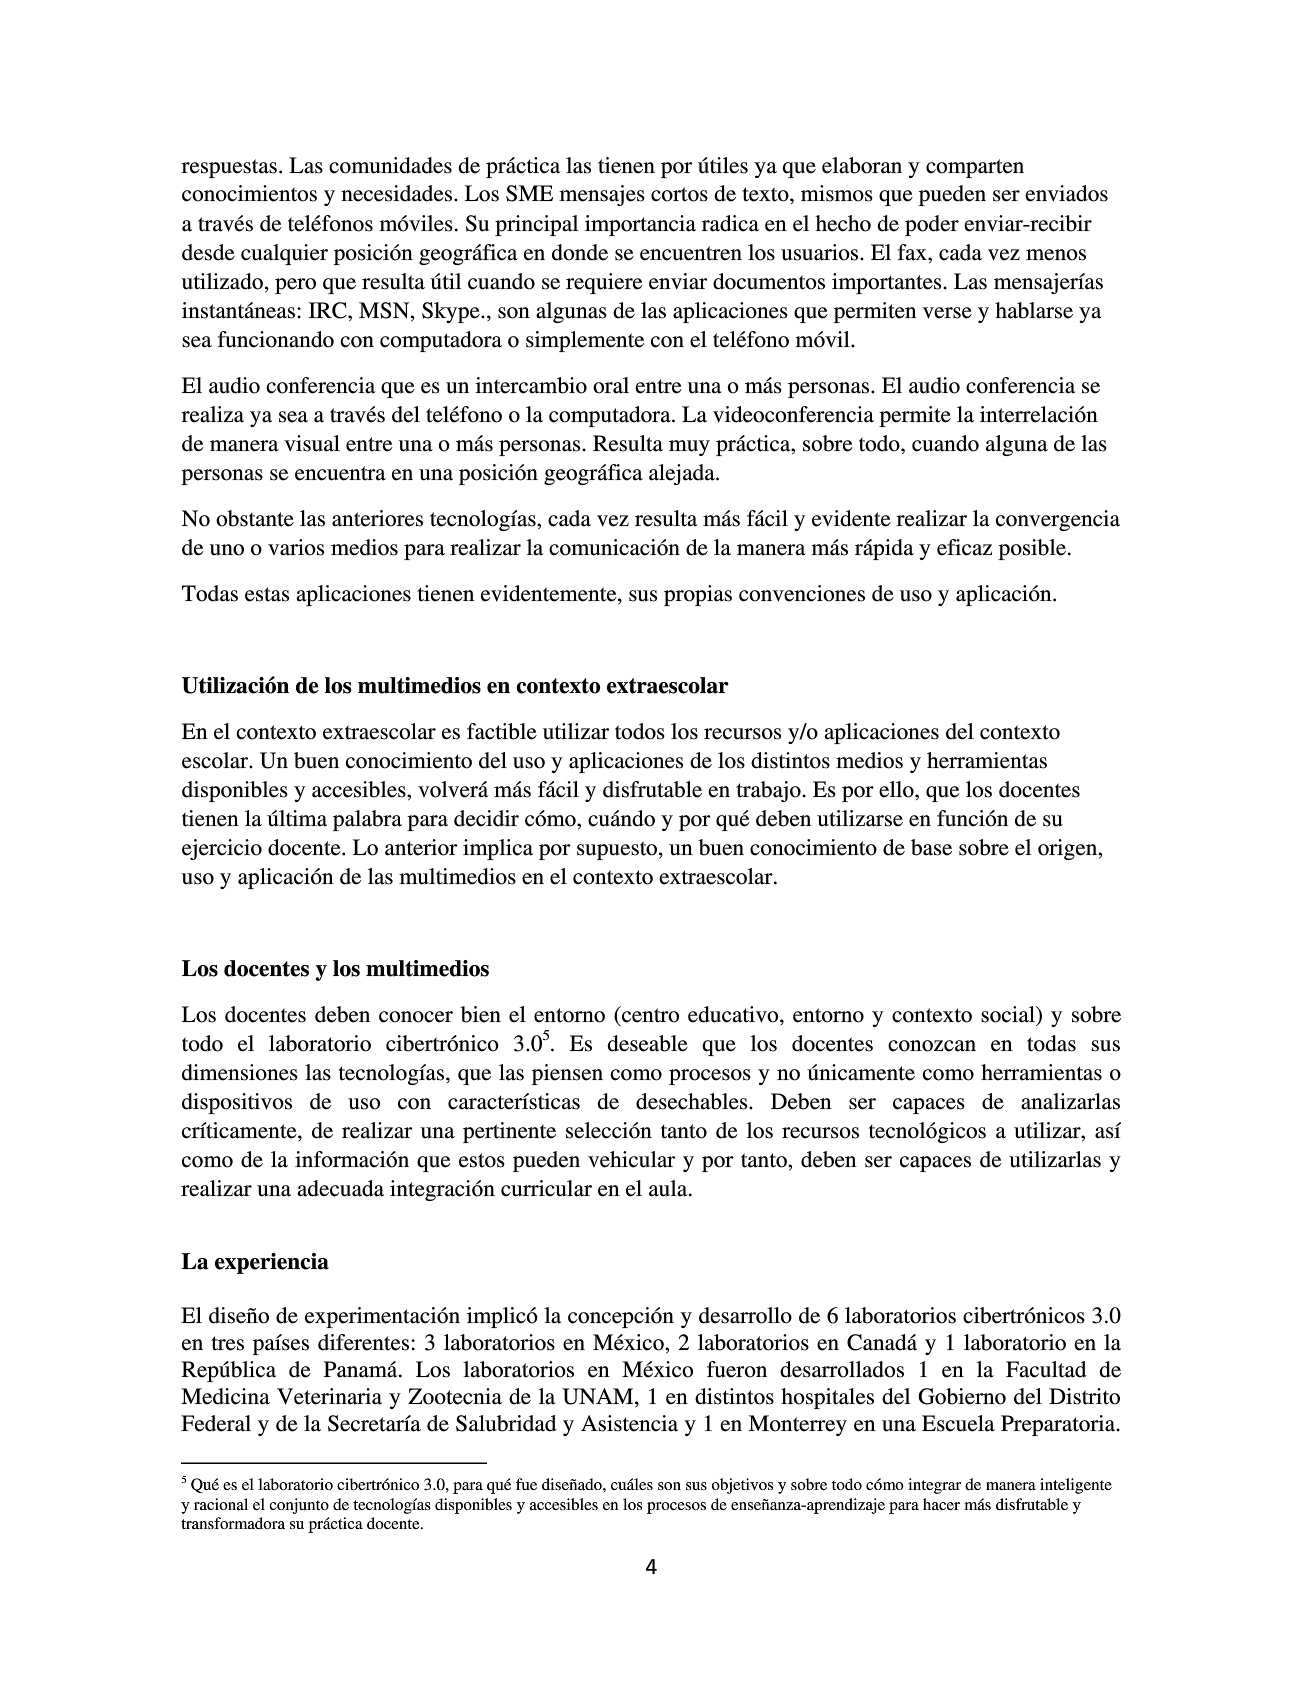 respuestas. Las comunidades de práctica las tienen por útiles ya que elaboran y comparten
conocimientos y necesidades. Los SME mensajes cortos de texto, mismos que pueden ser enviados
a través de teléfonos móviles. Su principal importancia radica en el hecho de poder enviar-recibir
desde cualquier posición geográfica en donde se encuentren los usuarios. El fax, cada vez menos
utilizado, pero que resulta útil cuando se requiere enviar documentos importantes. Las mensajerías
instantáneas: IRC, MSN, Skype., son algunas de las aplicaciones que permiten verse y hablarse ya
sea funcionando con computadora o simplemente con el teléfono móvil.
El audio conferencia que es un intercambio oral entre una o más personas. El audio conferencia se
realiza ya sea a través del teléfono o la computadora. La videoconferencia permite la interrelación
de manera visual entre una o más personas. Resulta muy práctica, sobre todo, cuando alguna de las
personas se encuentra en una posición geográfica alejada.
No obstante las anteriores tecnologías, cada vez resulta más fácil y evidente realizar la convergencia
de uno o varios medios para realizar la comunicación de la manera más rápida y eficaz posible.
Todas estas aplicaciones tienen evidentemente, sus propias convenciones de uso y aplicación.
Utilización de los multimedios en contexto extraescolar
En el contexto extraescolar es factible utilizar todos los recursos y/o aplicaciones del contexto
escolar. Un buen conocimiento del uso y aplicaciones de los distintos medios y herramientas
disponibles y accesibles, volverá más fácil y disfrutable en trabajo. Es por ello, que los docentes
tienen la última palabra para decidir cómo, cuándo y por qué deben utilizarse en función de su
ejercicio docente. Lo anterior implica por supuesto, un buen conocimiento de base sobre el origen,
uso y aplicación de las multimedios en el contexto extraescolar.
Los docentes y los multimedios
Los docentes deben conocer bien el entorno (centro educativo, entorno y contexto social) y sobre
todo el laboratorio cibertrónico 3.0⁵. Es deseable que los docentes conozcan en todas sus
dimensiones las tecnologías, que las piensen como procesos y no únicamente como herramientas o
dispositivos de uso con características de desechables. Deben ser capaces de analizarlas
críticamente, de realizar una pertinente selección tanto de los recursos tecnológicos a utilizar, así
como de la información que estos pueden vehicular y por tanto, deben ser capaces de utilizarlas y
realizar una adecuada integración curricular en el aula.
La experiencia
El diseño de experimentación implicó la concepción y desarrollo de 6 laboratorios cibertrónicos 3.0
en tres países diferentes: 3 laboratorios en México, 2 laboratorios en Canadá y 1 laboratorio en la
República de Panamá. Los laboratorios en México fueron desarrollados 1 en la Facultad de
Medicina Veterinaria y Zootecnia de la UNAM, 1 en distintos hospitales del Gobierno del Distrito
Federal y de la Secretaría de Salubridad y Asistencia y 1 en Monterrey en una Escuela Preparatoria.
⁵ Qué es el laboratorio cibertrónico 3.0, para qué fue diseñado, cuáles son sus objetivos y sobre todo cómo integrar de manera inteligente
y racional el conjunto de tecnologías disponibles y accesibles en los procesos de enseñanza-aprendizaje para hacer más disfrutable y
transformadora su práctica docente.
4